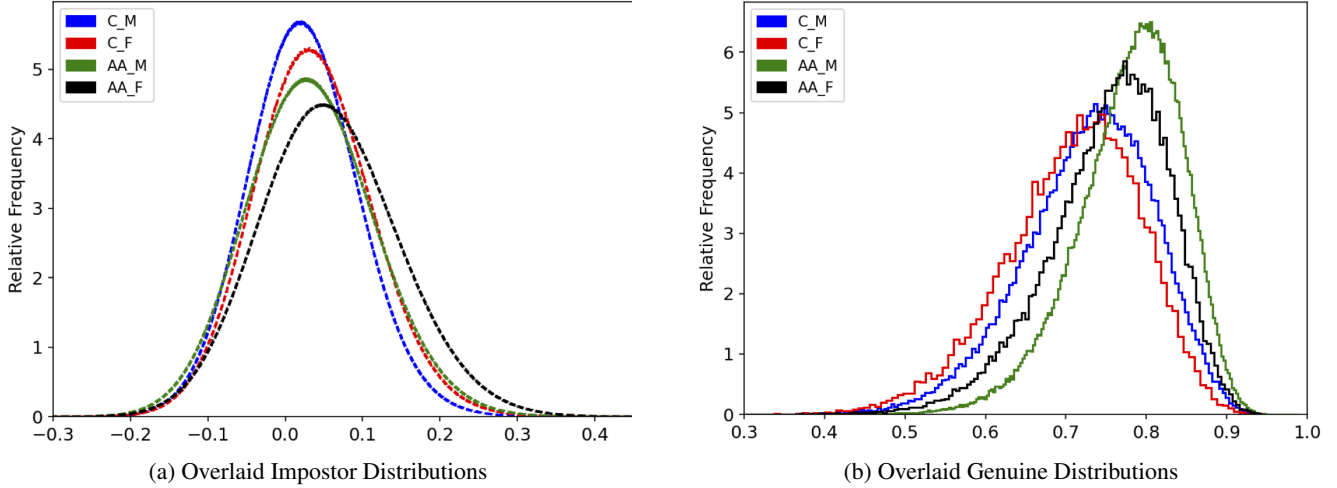 C_M
C_F
AA_M
AA_F
Relative Frequency
5
4
3
2
1
0
−0.3 −0.2 −0.1 0.0 0.1 0.2 0.3 0.4
(a) Overlaid Impostor Distributions
C_M
C_F
AA_M
AA_F
Relative Frequency
6
5
4
3
2
1
0
0.3 0.4 0.5 0.6 0.7 0.8 0.9 1.0
(b) Overlaid Genuine Distributions